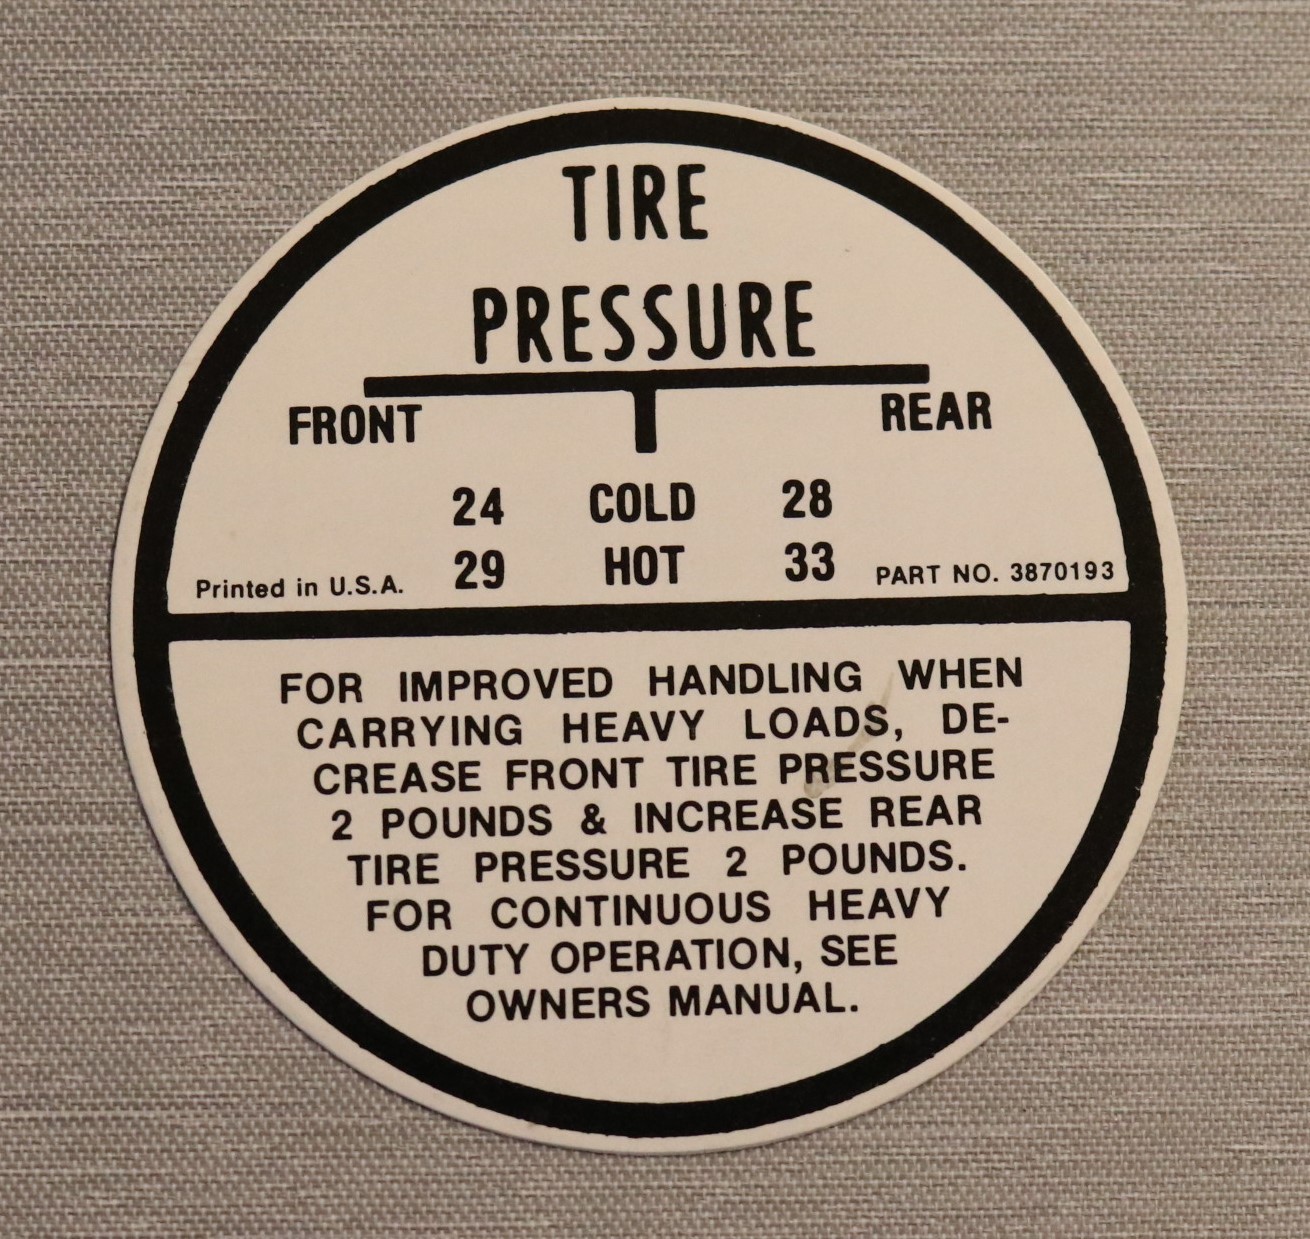 TIRE
PRESSURE
FRONT REAR
24 COLD 28
29 HOT 33
Printed in U.S.A. PART NO. 3870193
FOR IMPROVED HANDLING WHEN
CARRYING HEAVY LOADS, DE-
CREASE FRONT TIRE PRESSURE
2 POUNDS & INCREASE REAR
TIRE PRESSURE 2 POUNDS.
FOR CONTINUOUS HEAVY
DUTY OPERATION, SEE
OWNERS MANUAL.